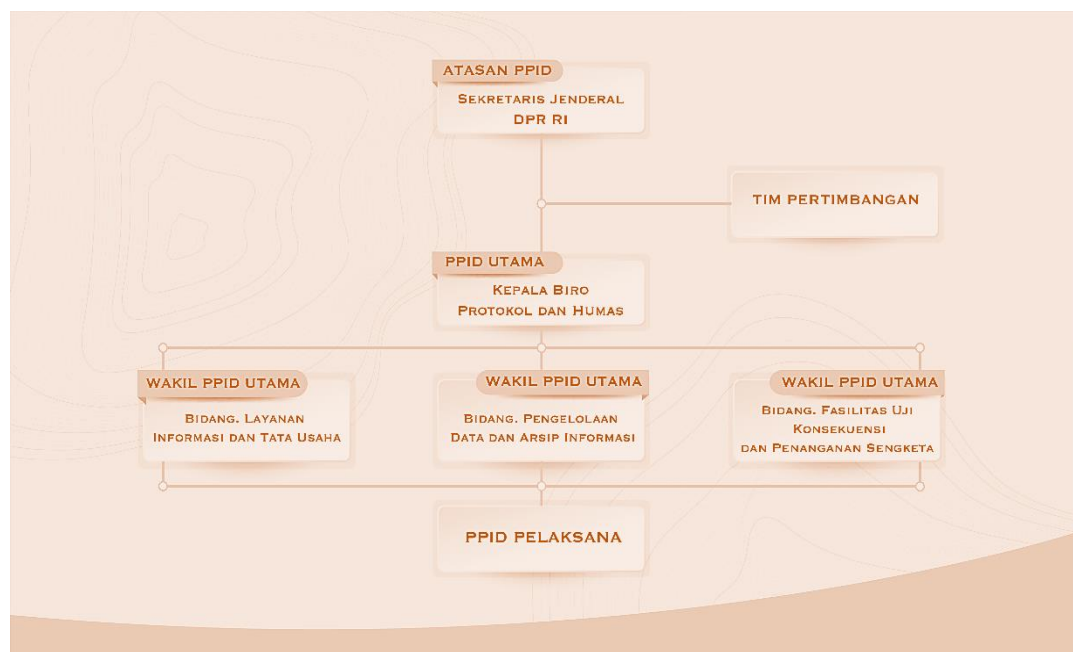 ATASAN PPID
SEKRETARIS JENDERAL
DPR RI
TIM PERTIMBANGAN
PPID UTAMA
KEPALA BIRO
PROTOKOL DAN HUMAS
WAKIL PPID UTAMA
BIDANG. LAYANAN
INFORMASI DAN TATA USAHA
WAKIL PPID UTAMA
BIDANG. PENGELOLAAN
DATA DAN ARSIP INFORMASI
WAKIL PPID UTAMA
BIDANG. FASILITAS UJI
KONSEKUENSI
DAN PENANGANAN SENGKETA
PPID PELAKSANA